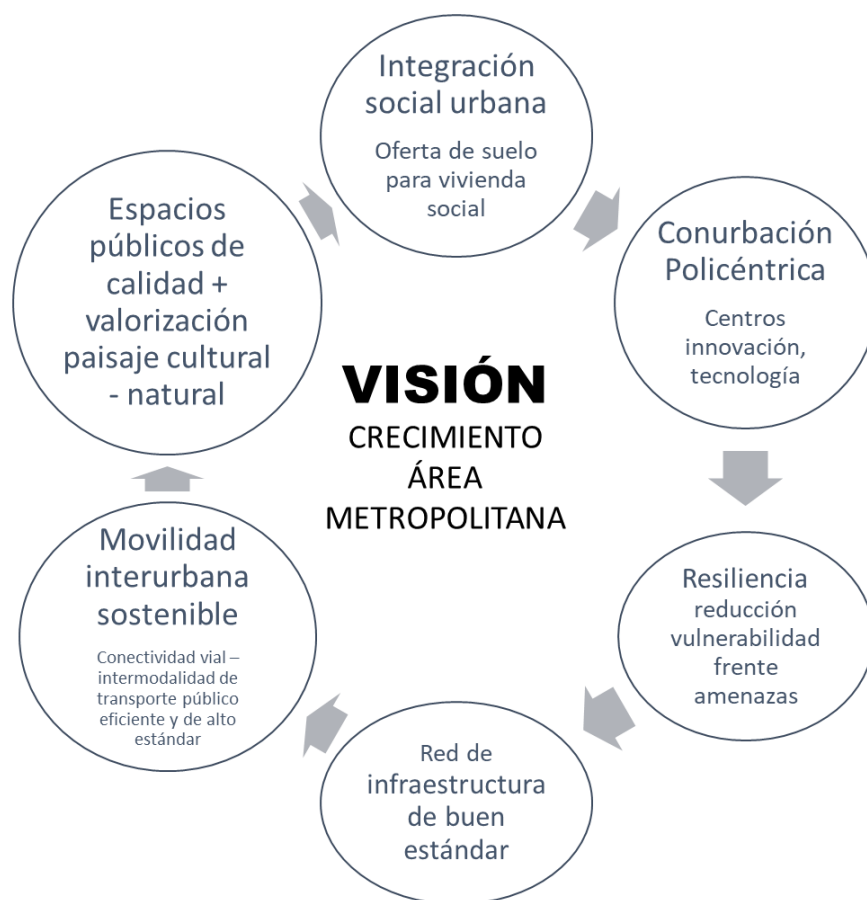 Integración
social urbana
Oferta de suelo
para vivienda
social
Conurbación
Policéntrica
Centros
innovación,
tecnología
Resiliencia
reducción
vulnerabilidad
frente
amenazas
Red de
infraestructura
de buen
estándar
Movilidad
interurbana
sostenible
Conectividad vial –
intermodalidad de
transporte público
eficiente y de alto
estándar
Espacios
públicos de
calidad +
valorización
paisaje cultural
- natural
VISIÓN
CRECIMIENTO
ÁREA
METROPOLITANA